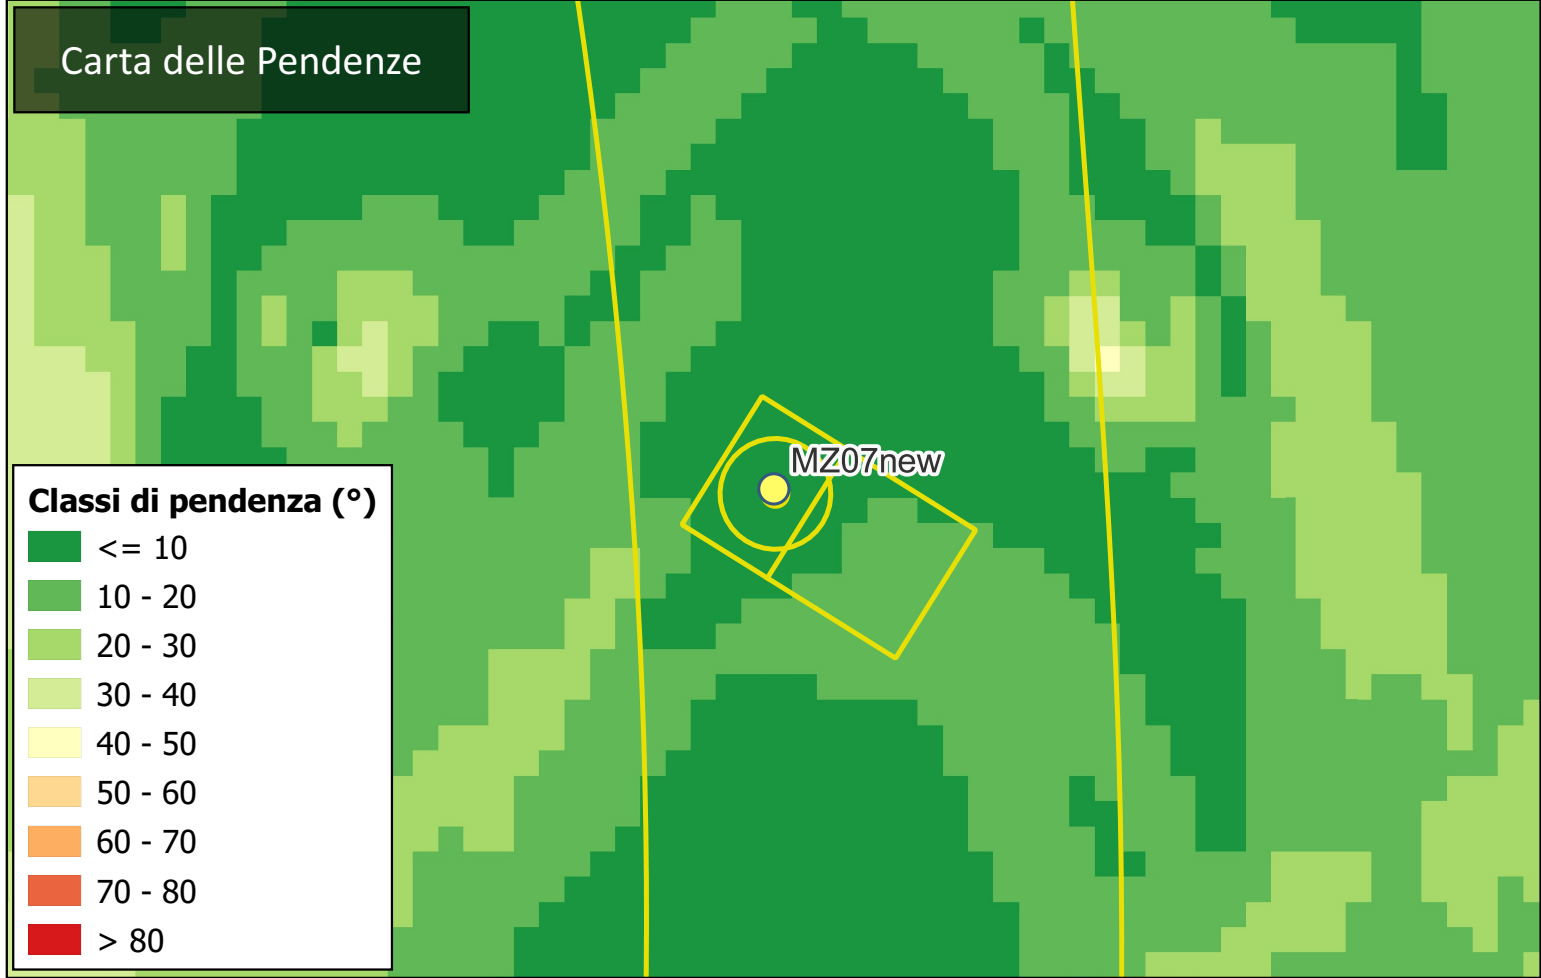 Carta delle Pendenze
MZ07new
Classi di pendenza (°)
<= 10
10 - 20
20 - 30
30 - 40
40 - 50
50 - 60
60 - 70
70 - 80
> 80